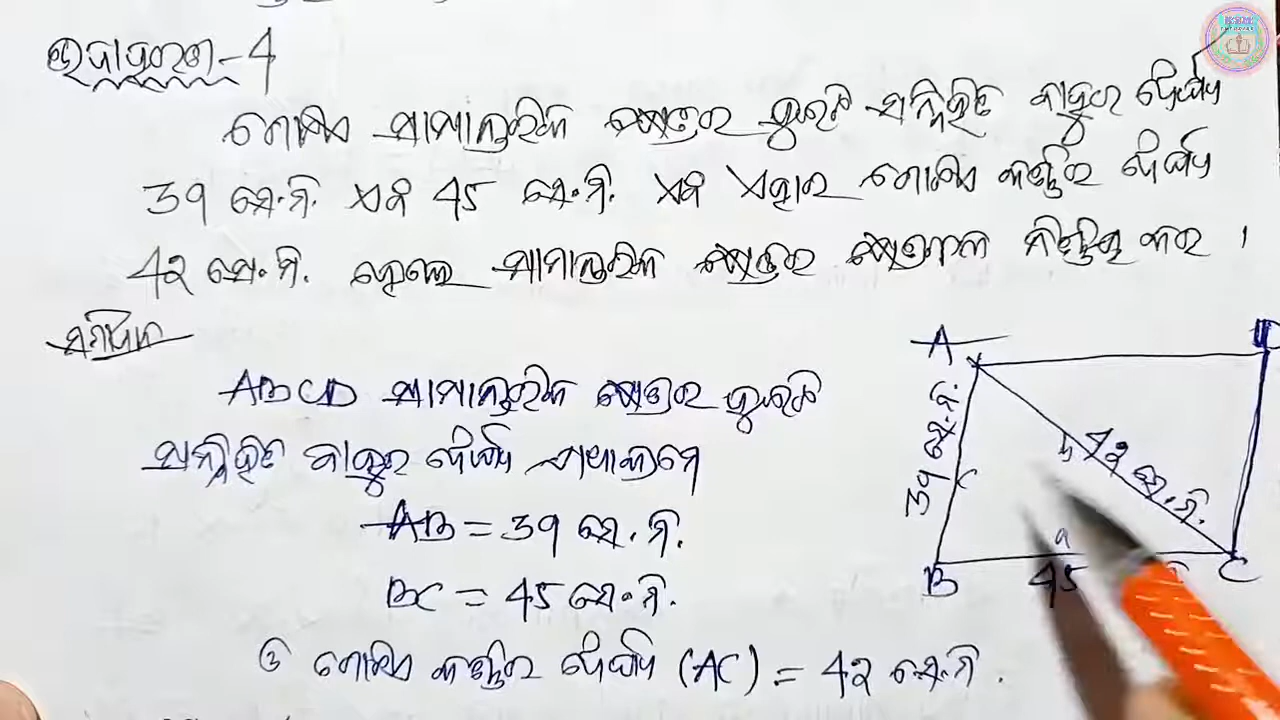 ଉଦାହରଣ-4
ଗୋଟିଏ ସାମାନ୍ତରିକ କ୍ଷେତ୍ରର ଦୁଇଟି ସନ୍ନିହିତ ବାହୁର ଦୈର୍ଘ୍ୟ
39 ସେ.ମି. ଏବଂ 45 ସେ.ମି. ଏବଂ ଏହାର ଗୋଟିଏ କର୍ଣ୍ଣର ଦୈର୍ଘ୍ୟ
42 ସେ.ମି. ହେଲେ ସାମାନ୍ତରିକ କ୍ଷେତ୍ରର କ୍ଷେତ୍ରଫଳ ନିର୍ଣ୍ଣୟ କର ।
ସମାଧାନ
ABCD ସାମାନ୍ତରିକ କ୍ଷେତ୍ରର ଦୁଇଟି
ସନ୍ନିହିତ ବାହୁର ଦୈର୍ଘ୍ୟ ଯଥାକ୍ରମେ
AB = 39 ସେ.ମି.
BC = 45 ସେ.ମି.
ଓ ଗୋଟିଏ କର୍ଣ୍ଣର ଦୈର୍ଘ୍ୟ (AC) = 42 ସେ.ମି.
A
D
39 ସେ.ମି.
c
b
42 ସେ.ମି.
a
B
45
C